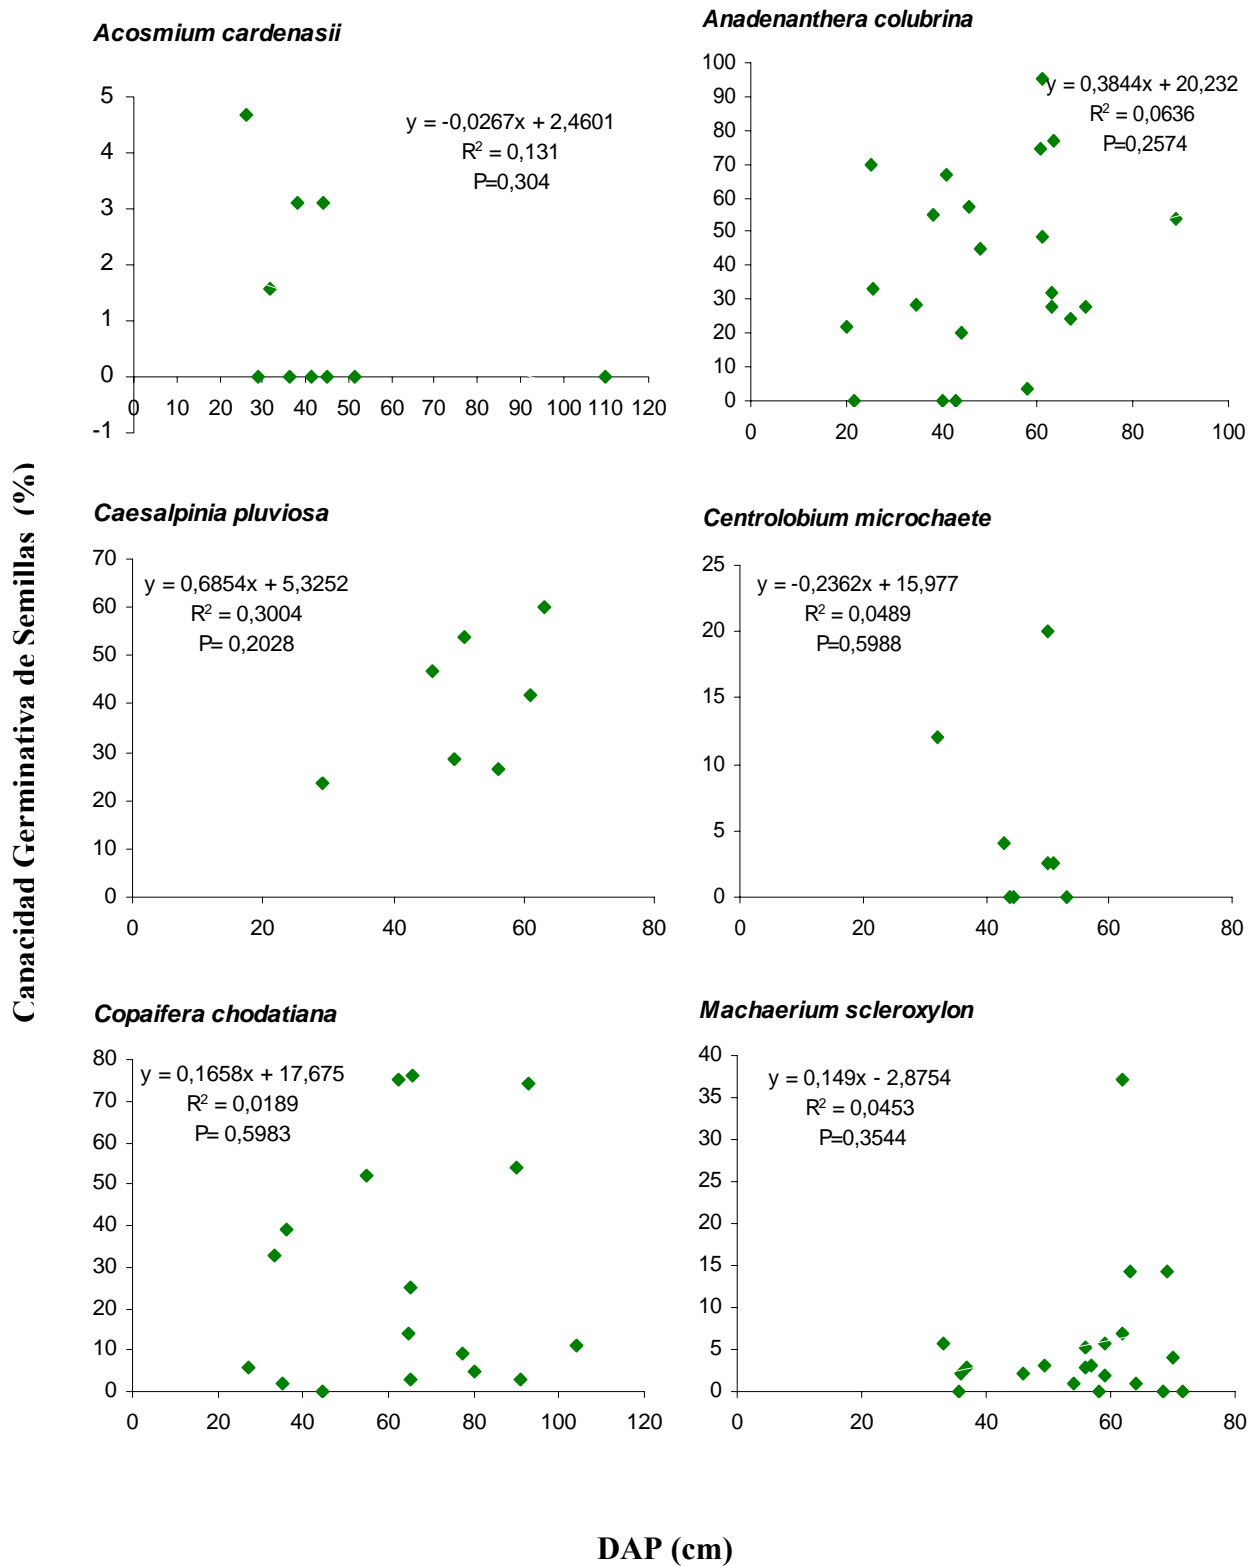 Acosmium cardenasii
5
4
3
2
1
0
-1
0 10 20 30 40 50 60 70 80 90 100 110 120
y = -0,0267x + 2,4601
R² = 0,131
P=0,304
Anadenanthera colubrina
100
90
80
70
60
50
40
30
20
10
0
0 20 40 60 80 100
y = 0,3844x + 20,232
R² = 0,0636
P=0,2574
Capacidad Germinativa de Semillas (%)
Caesalpinia pluviosa
70
60
50
40
30
20
10
0
0 20 40 60 80
y = 0,6854x + 5,3252
R² = 0,3004
P= 0,2028
Centrolobium microchaete
25
20
15
10
5
0
0 20 40 60 80
y = -0,2362x + 15,977
R² = 0,0489
P=0,5988
Copaifera chodatiana
80
70
60
50
40
30
20
10
0
0 20 40 60 80 100 120
y = 0,1658x + 17,675
R² = 0,0189
P= 0,5983
Machaerium scleroxylon
40
35
30
25
20
15
10
5
0
0 20 40 60 80
y = 0,149x - 2,8754
R² = 0,0453
P=0,3544
DAP (cm)